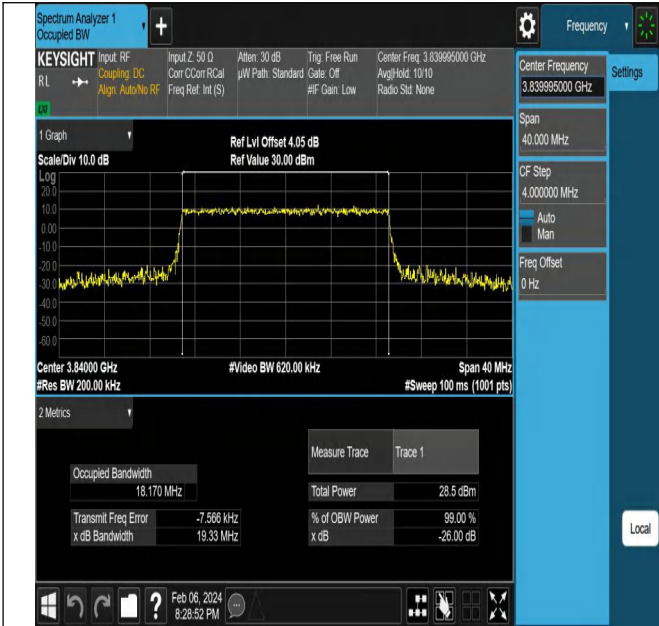 Spectrum Analyzer 1
Occupied BW
+
Frequency
KEYSIGHT
RL
LXI
Input: RF
Coupling: DC
Align: Auto/No RF
Input Z: 50 Ω
Corr CCorr RCal
Freq Ref: Int (S)
Atten: 30 dB
µW Path: Standard
Trig: Free Run
Gate: Off
#IF Gain: Low
Center Freq: 3.839995000 GHz
Avg|Hold: 10/10
Radio Std: None
1 Graph
Scale/Div 10.0 dB
Ref Lvl Offset 4.05 dB
Ref Value 30.00 dBm
Log
20.0
10.0
0.00
-10.0
-20.0
-30.0
-40.0
-50.0
-60.0
Center 3.84000 GHz
#Video BW 620.00 kHz
Span 40 MHz
#Res BW 200.00 kHz
#Sweep 100 ms (1001 pts)
2 Metrics
Measure Trace
Trace 1
Occupied Bandwidth
18.170 MHz
Total Power
28.5 dBm
Transmit Freq Error
-7.566 kHz
% of OBW Power
99.00 %
x dB Bandwidth
19.33 MHz
x dB
-26.00 dB
Center Frequency
3.839995000 GHz
Settings
Span
40.000 MHz
CF Step
4.000000 MHz
Auto
Man
Freq Offset
0 Hz
Local
?
Feb 06, 2024
8:28:52 PM